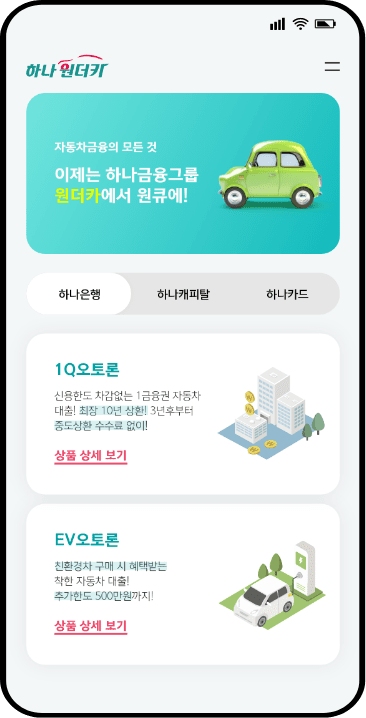 하나 원더카
자동차금융의 모든 것
이제는 하나금융그룹
원더카에서 원큐에!
하나은행
하나캐피탈
하나카드
1Q오토론
신용한도 차감없는 1금융권 자동차
대출! 최장 10년 상환! 3년후부터
중도상환 수수료 없이!
상품 상세 보기
EV오토론
친환경차 구매 시 혜택받는
착한 자동차 대출!
추가한도 500만원까지!
상품 상세 보기